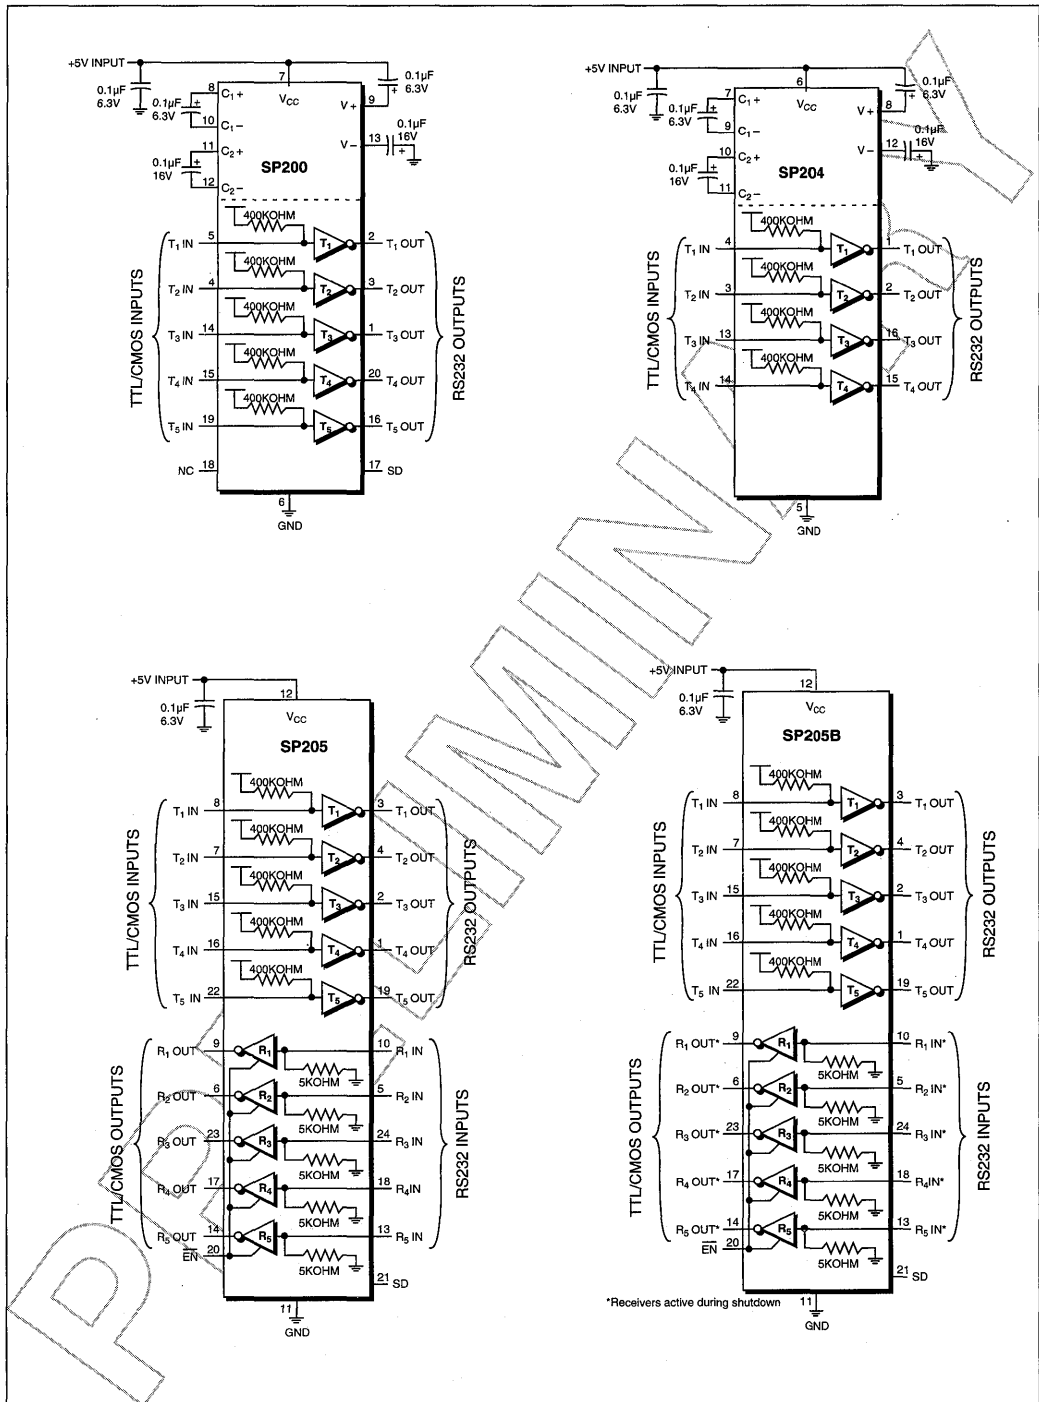 +5V INPUT
0.1µF
6.3V
7
VCC
8
C1+
0.1µF
6.3V
+
10
C1–
11
C2+
0.1µF
16V
+
12
C2–
V+
9
+
0.1µF
6.3V
V–
13
0.1µF
16V
+
SP200
400KOHM
T1 IN
5
T1
2
T1 OUT
400KOHM
T2 IN
4
T2
3
T2 OUT
400KOHM
T3 IN
14
T3
1
T3 OUT
400KOHM
T4 IN
15
T4
20
T4 OUT
400KOHM
T5 IN
19
T5
16
T5 OUT
TTL/CMOS INPUTS
RS232 OUTPUTS
NC
18
17
SD
6
GND
+5V INPUT
0.1µF
6.3V
6
VCC
7
C1+
0.1µF
6.3V
+
9
C1–
10
C2+
0.1µF
16V
+
11
C2–
V+
8
+
0.1µF
6.3V
V–
12
0.1µF
16V
+
SP204
400KOHM
T1 IN
4
T1
1
T1 OUT
400KOHM
T2 IN
3
T2
2
T2 OUT
400KOHM
T3 IN
13
T3
16
T3 OUT
400KOHM
T4 IN
14
T4
15
T4 OUT
TTL/CMOS INPUTS
RS232 OUTPUTS
5
GND
+5V INPUT
0.1µF
6.3V
12
VCC
SP205
400KOHM
T1 IN
8
T1
3
T1 OUT
400KOHM
T2 IN
7
T2
4
T2 OUT
400KOHM
T3 IN
15
T3
2
T3 OUT
400KOHM
T4 IN
16
T4
1
T4 OUT
400KOHM
T5 IN
22
T5
19
T5 OUT
TTL/CMOS INPUTS
RS232 OUTPUTS
R1 OUT
9
R1
10
R1 IN
5KOHM
R2 OUT
6
R2
5
R2 IN
5KOHM
R3 OUT
23
R3
24
R3 IN
5KOHM
R4 OUT
17
R4
18
R4IN
5KOHM
R5 OUT
14
R5
13
R5 IN
5KOHM
TTL/CMOS OUTPUTS
RS232 INPUTS
EN
20
21
SD
11
GND
+5V INPUT
0.1µF
6.3V
12
VCC
SP205B
400KOHM
T1 IN
8
T1
3
T1 OUT
400KOHM
T2 IN
7
T2
4
T2 OUT
400KOHM
T3 IN
15
T3
2
T3 OUT
400KOHM
T4 IN
16
T4
1
T4 OUT
400KOHM
T5 IN
22
T5
19
T5 OUT
TTL/CMOS INPUTS
RS232 OUTPUTS
R1 OUT*
9
R1
10
R1 IN*
5KOHM
R2 OUT*
6
R2
5
R2 IN*
5KOHM
R3 OUT*
23
R3
24
R3 IN*
5KOHM
R4 OUT*
17
R4
18
R4IN*
5KOHM
R5 OUT*
14
R5
13
R5 IN*
5KOHM
TTL/CMOS OUTPUTS
RS232 INPUTS
EN
20
21
SD
*Receivers active during shutdown
11
GND
PRELIMINARY